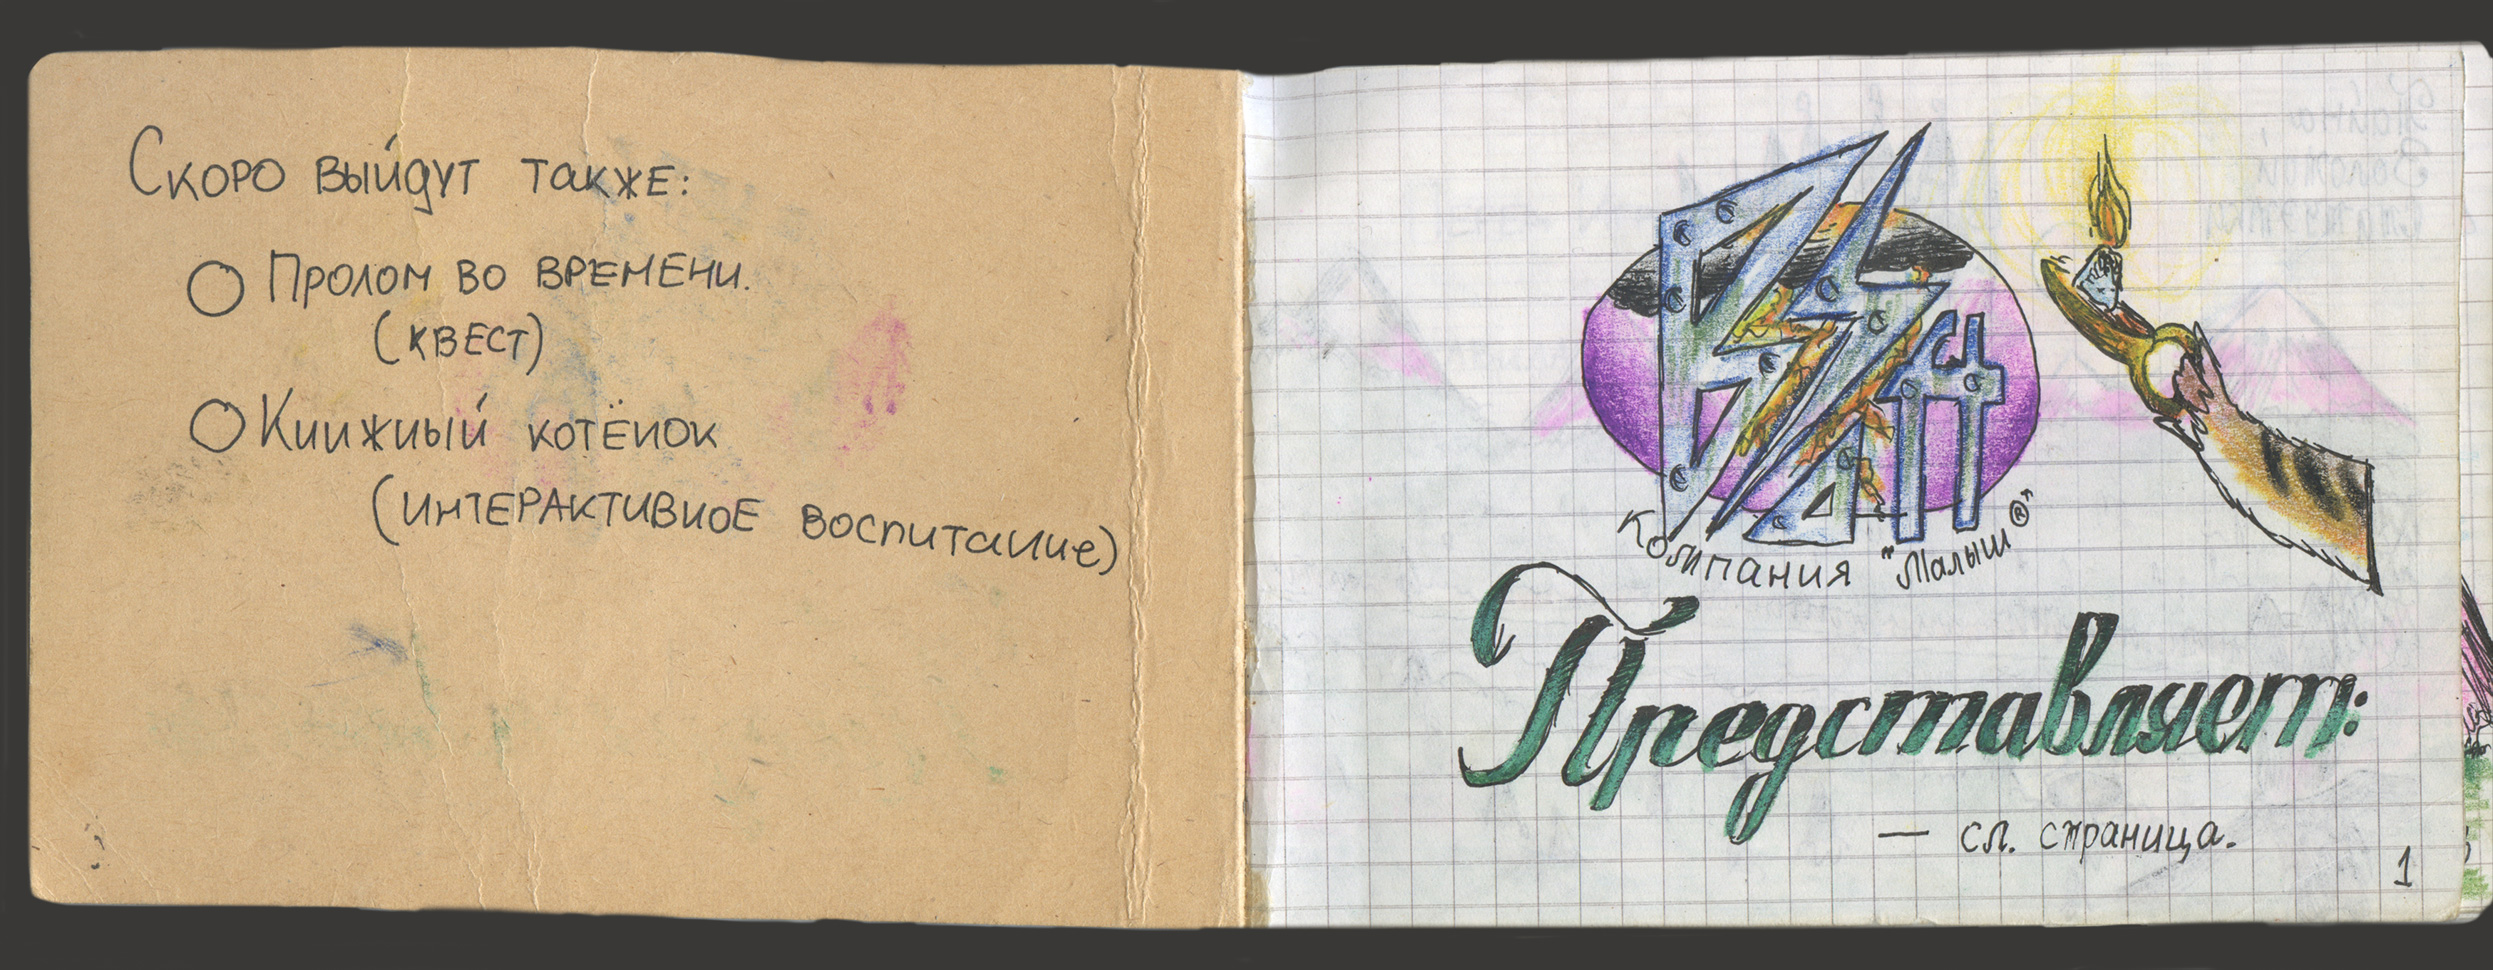 Скоро выйдут также:
Пролом во времени.
(квест)
Книжный котёнок
(интерактивное воспитание)
Компания "Малыш®"
Представляет:
— сл. страница.
1